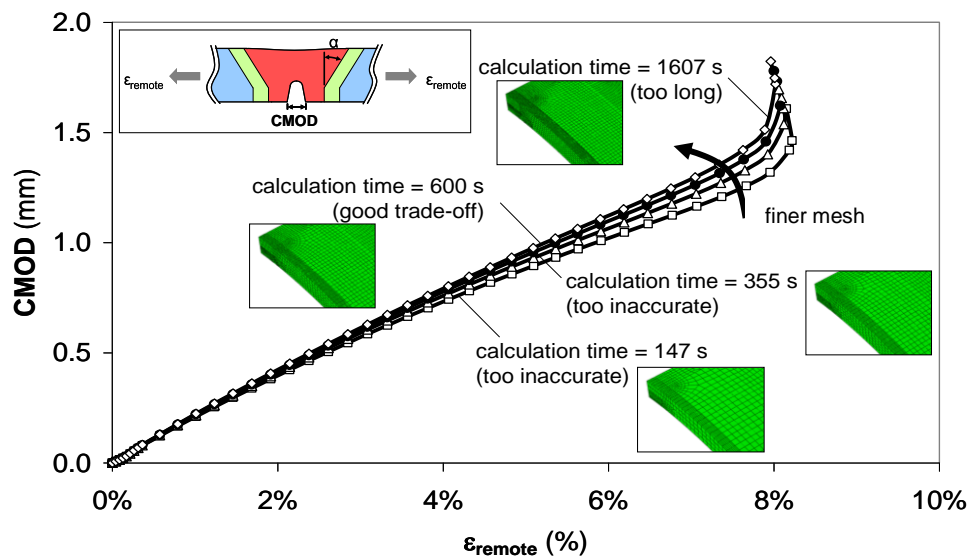 2.0
1.5
1.0
0.5
0.0
CMOD (mm)
α
εremote
εremote
CMOD
calculation time = 1607 s
(too long)
calculation time = 600 s
(good trade-off)
finer mesh
calculation time = 355 s
(too inaccurate)
calculation time = 147 s
(too inaccurate)
0%
2%
4%
6%
8%
10%
εremote (%)